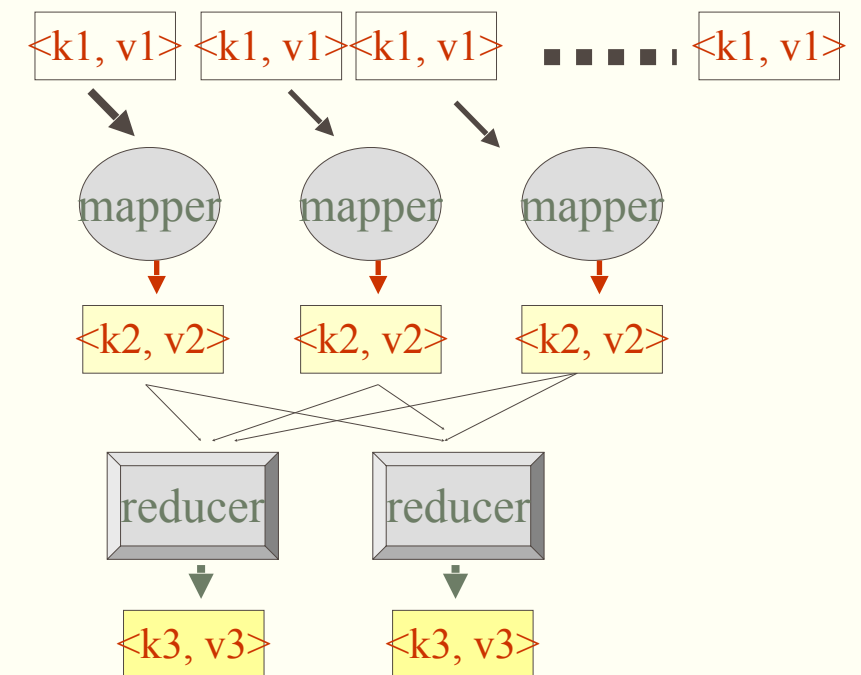 <k1, v1> <k1, v1> <k1, v1> <k1, v1>
mapper mapper mapper
<k2, v2> <k2, v2> <k2, v2>
reducer reducer
<k3, v3> <k3, v3>